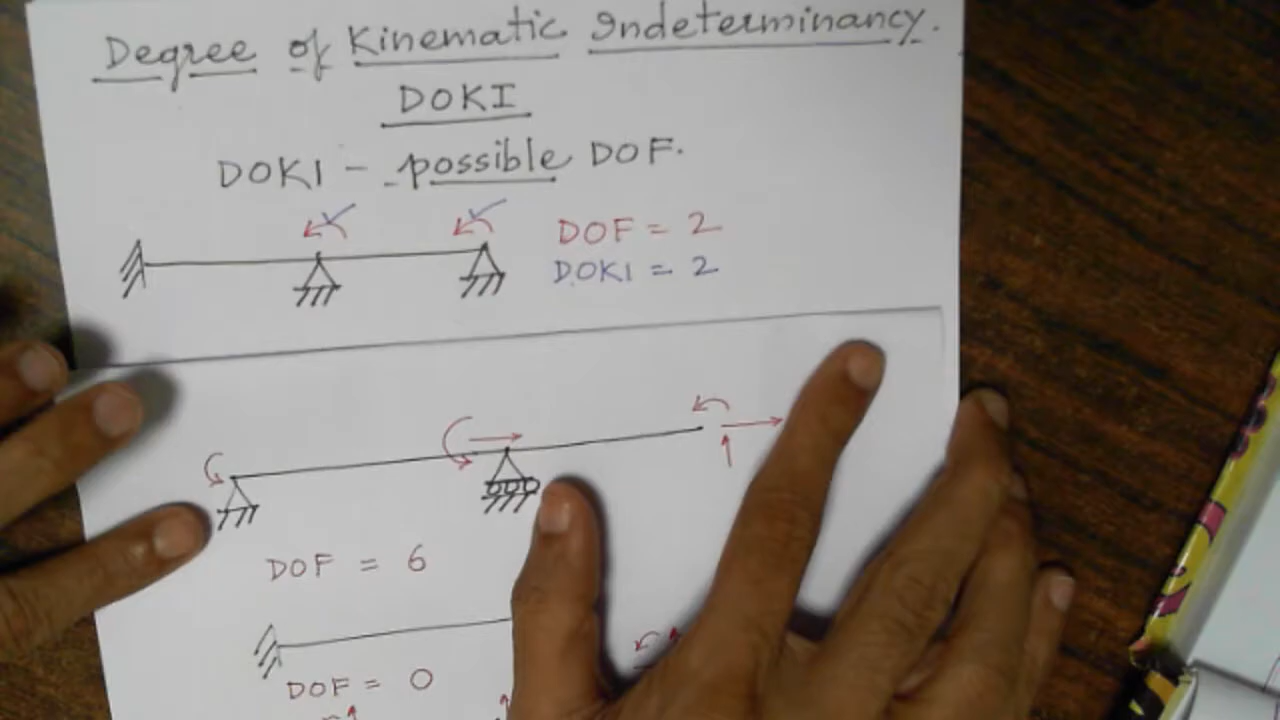 Degree of Kinematic Indeterminancy.
DOKI
DOKI - possible DOF.
DOF = 2
DOKI = 2
DOF = 6
DOF = 0